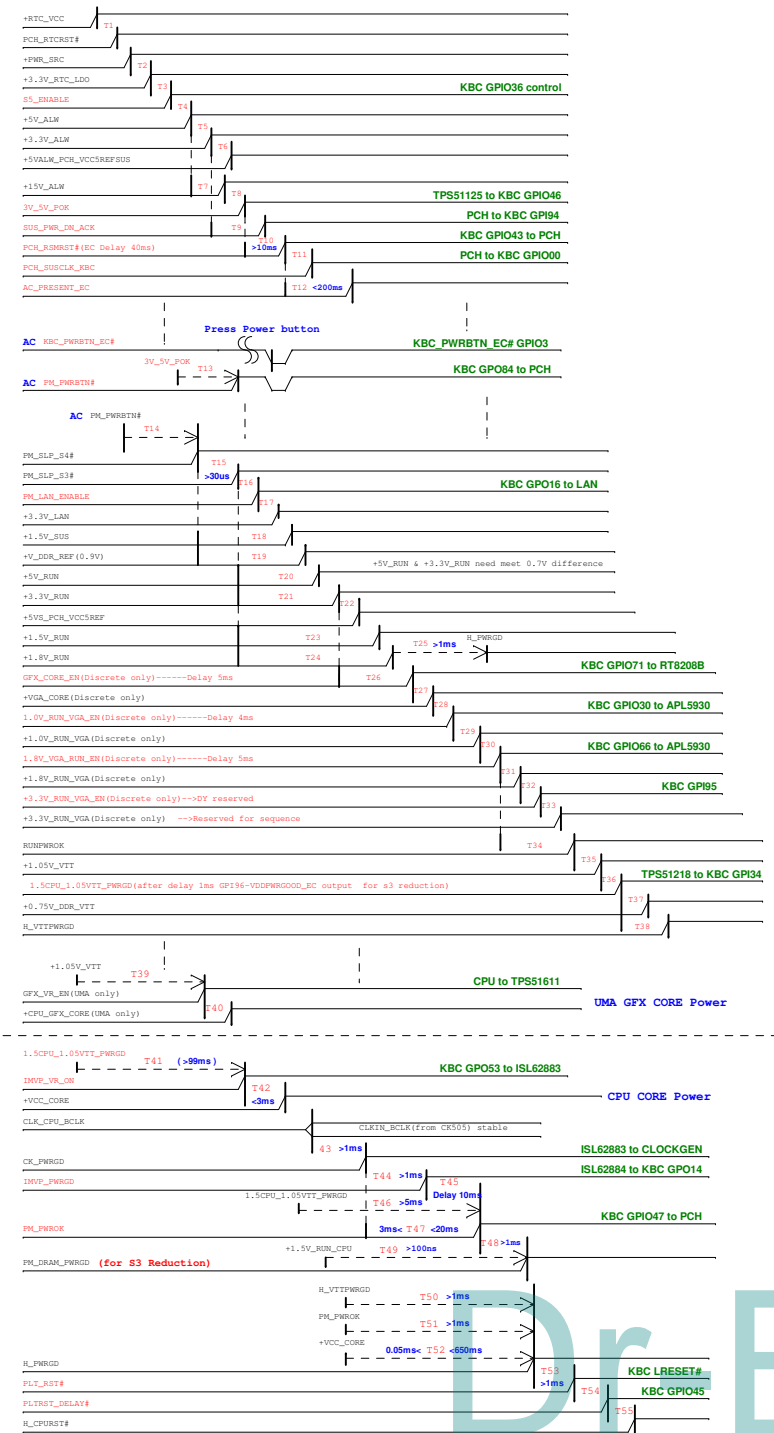 +RTC_VCC
T1
PCH_RTCRST#
+PWR_SRC
T2
+3.3V_RTC_LDO
T3
KBC GPIO36 control
S5_ENABLE
T4
+5V_ALW
T5
+3.3V_ALW
T6
+5VALW_PCH_VCC5REFSUS
+15V_ALW
T7
T8
TPS51125 to KBC GPIO46
3V_5V_POK
PCH to KBC GPI94
SUS_PWR_DN_ACK
T9
KBC GPIO43 to PCH
T10
PCH_RSMRST#(EC Delay 40ms)
>10ms
T11
PCH to KBC GPIO00
PCH_SUSCLK_KBC
AC_PRESENT_EC
T12 <200ms
Press Power button
AC KBC_PWRBTN_EC#
KBC_PWRBTN_EC# GPIO3
3V_5V_POK
T13
KBC GPO84 to PCH
AC PM_PWRBTN#
AC PM_PWRBTN#
T14
PM_SLP_S4#
T15
PM_SLP_S3#
>30us
T16
KBC GPO16 to LAN
PM_LAN_ENABLE
T17
+3.3V_LAN
+1.5V_SUS
T18
+V_DDR_REF(0.9V)
T19
+5V_RUN & +3.3V_RUN need meet 0.7V difference
+5V_RUN
T20
+3.3V_RUN
T21
T22
+5VS_PCH_VCC5REF
+1.5V_RUN
T23
H_PWRGD
T25 >1ms
+1.8V_RUN
T24
KBC GPIO71 to RT8208B
GFX_CORE_EN(Discrete only)------Delay 5ms
T26
+VGA_CORE(Discrete only)
T27
T28
KBC GPIO30 to APL5930
1.0V_RUN_VGA_EN(Discrete only)------Delay 4ms
T29
+1.0V_RUN_VGA(Discrete only)
T30
KBC GPIO66 to APL5930
1.8V_VGA_RUN_EN(Discrete only)------Delay 5ms
T31
+1.8V_RUN_VGA(Discrete only)
T32
KBC GPI95
+3.3V_RUN_VGA_EN(Discrete only)-->DY reserved
T33
+3.3V_RUN_VGA(Discrete only) -->Reserved for sequence
RUNPWROK
T34
+1.05V_VTT
T35
TPS51218 to KBC GPI34
T36
1.5CPU_1.05VTT_PWRGD(after delay 1ms GPI96-VDDPWRGOOD_EC output for s3 reduction)
+0.75V_DDR_VTT
T37
H_VTTPWRGD
T38
+1.05V_VTT
T39
CPU to TPS51611
GFX_VR_EN(UMA only)
UMA GFX CORE Power
+CPU_GFX_CORE(UMA only)
T40
1.5CPU_1.05VTT_PWRGD
T41 (>99ms)
KBC GPO53 to ISL62883
IMVP_VR_ON
T42
+VCC_CORE
<3ms
CPU CORE Power
CLK_CPU_BCLK
CLKIN_BCLK(from CK505) stable
43 >1ms
ISL62883 to CLOCKGEN
CK_PWRGD
T44 >1ms
ISL62884 to KBC GPO14
IMVP_PWRGD
T45
1.5CPU_1.05VTT_PWRGD
Delay 10ms
T46 >5ms
KBC GPIO47 to PCH
PM_PWROK
3ms< T47 <20ms
T48 >1ms
+1.5V_RUN_CPU
T49 >100ns
PM_DRAM_PWRGD (for S3 Reduction)
H_VTTPWRGD
T50 >1ms
PM_PWROK
T51 >1ms
+VCC_CORE
0.05ms< T52 <650ms
H_PWRGD
T53
KBC LRESET#
PLT_RST#
>1ms
T54
KBC GPIO45
PLTRST_DELAY#
T55
H_CPURST#
Dr-B